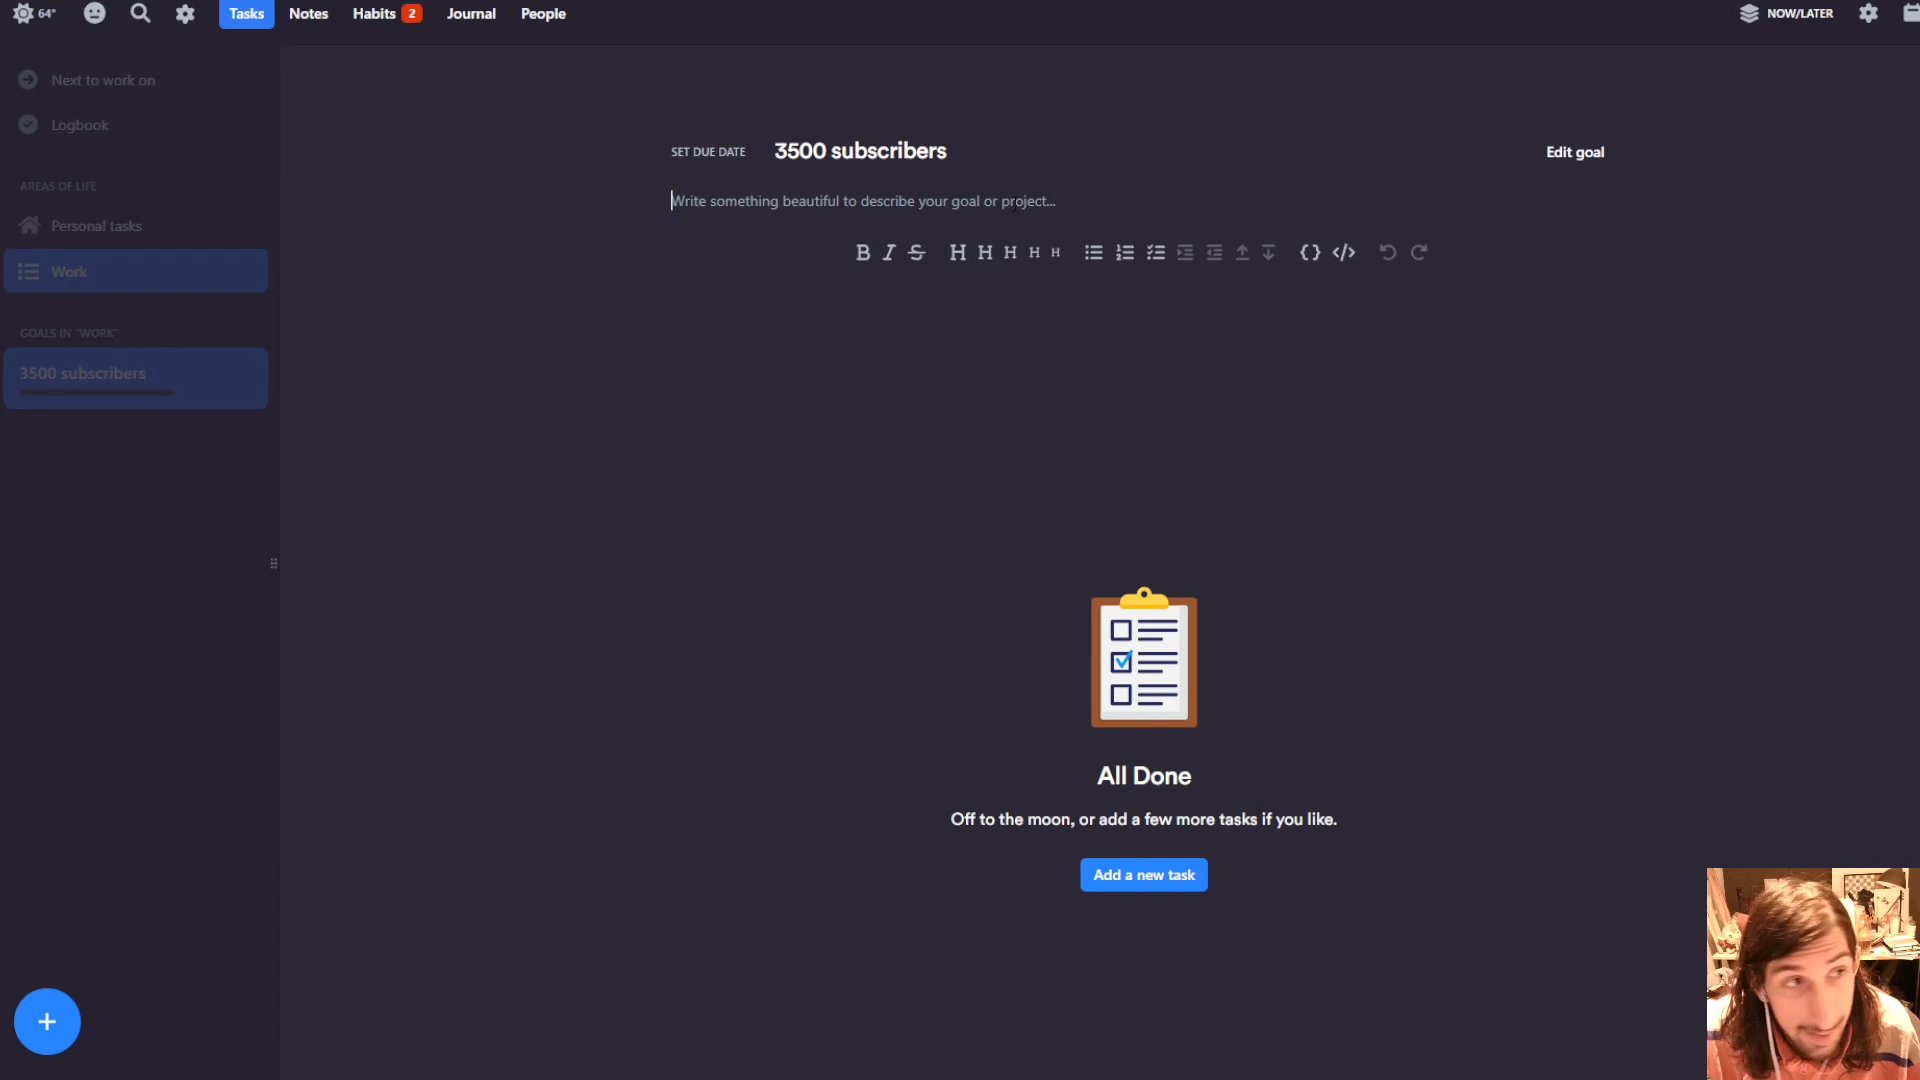 64°
Tasks
Notes
Habits 2
Journal
People
NOW/LATER
Next to work on
Logbook
AREAS OF LIFE
Personal tasks
Work
GOALS IN "WORK"
3500 subscribers
SET DUE DATE
3500 subscribers
Edit goal
Write something beautiful to describe your goal or project...
B I S H H H H H
All Done
Off to the moon, or add a few more tasks if you like.
Add a new task